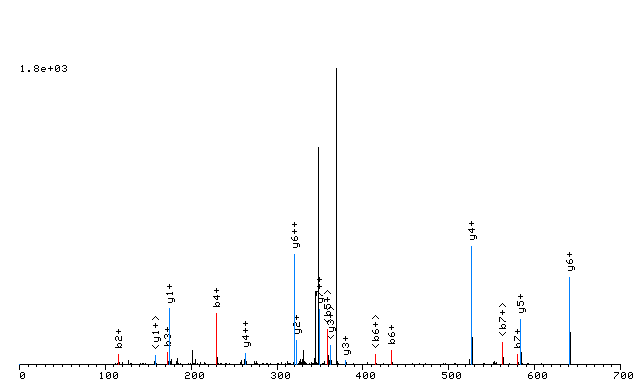 1.8e+03
b2+
<y1+>
b3+
y1+
b4+
y4++
y6++
y2+
y7++
<b5+>
<y3+>
y3+
<b6+>
b6+
y4+
<b7+>
b7+
y5+
y6+
0 100 200 300 400 500 600 700